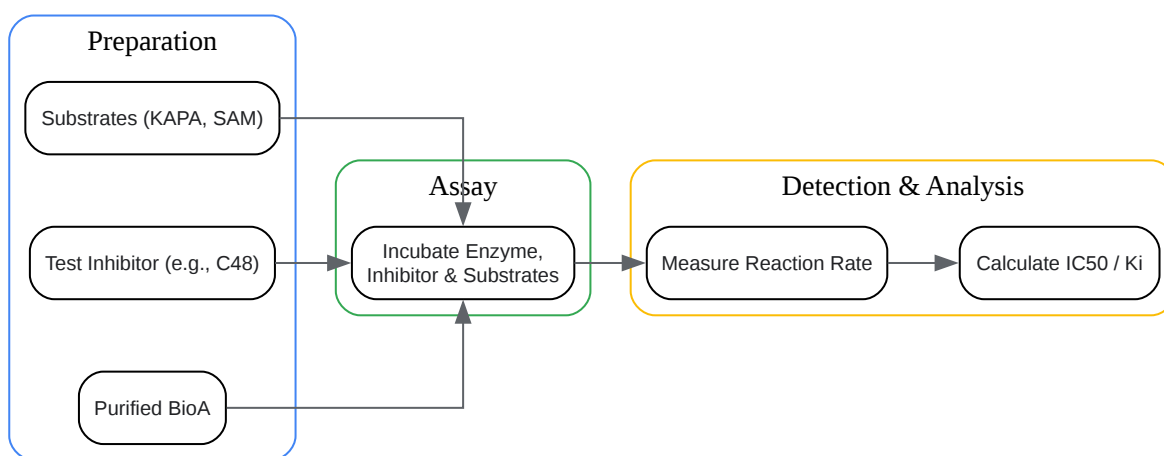 Preparation
Substrates (KAPA, SAM)
Test Inhibitor (e.g., C48)
Purified BioA
Assay
Incubate Enzyme,
Inhibitor & Substrates
Detection & Analysis
Measure Reaction Rate
Calculate IC50 / Ki